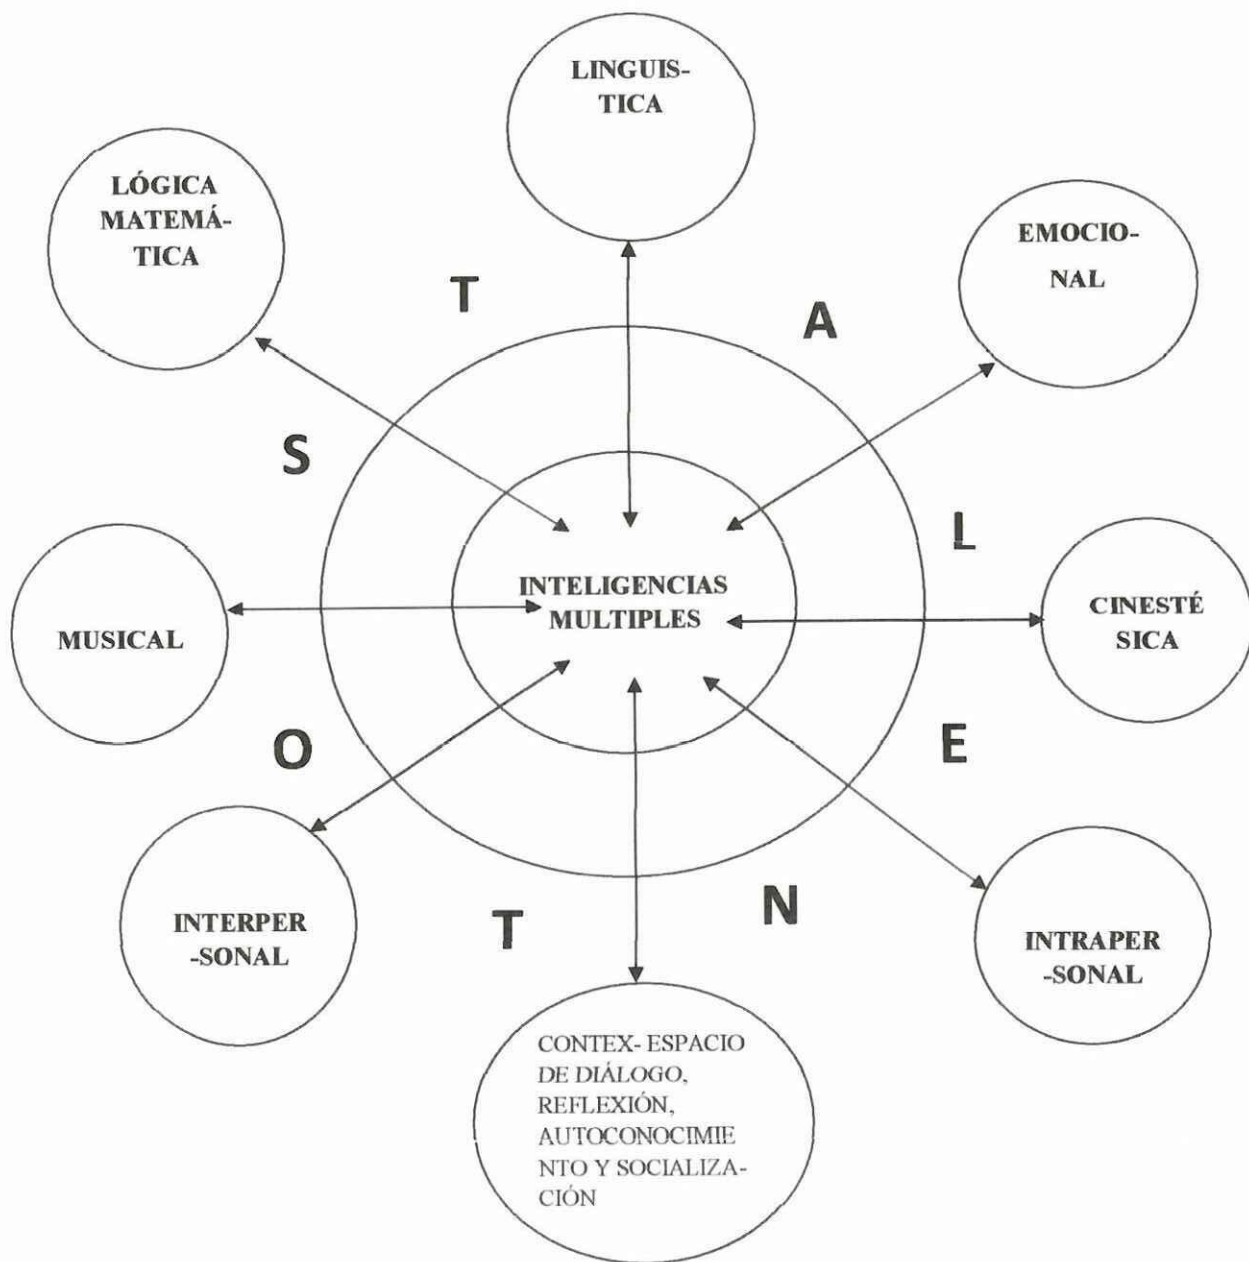 LINGUIS-
TICA
LÓGICA
MATEMÁ-
TICA
EMOCIO-
NAL
T
A
S
L
INTELIGENCIAS
MULTIPLES
MUSICAL
CINESTÉ
SICA
O
E
T
N
INTERPER
-SONAL
INTRAPER
-SONAL
CONTEX- ESPACIO
DE DIÁLOGO,
REFLEXIÓN,
AUTOCONOCIMIE
NTO Y SOCIALIZA-
CIÓN